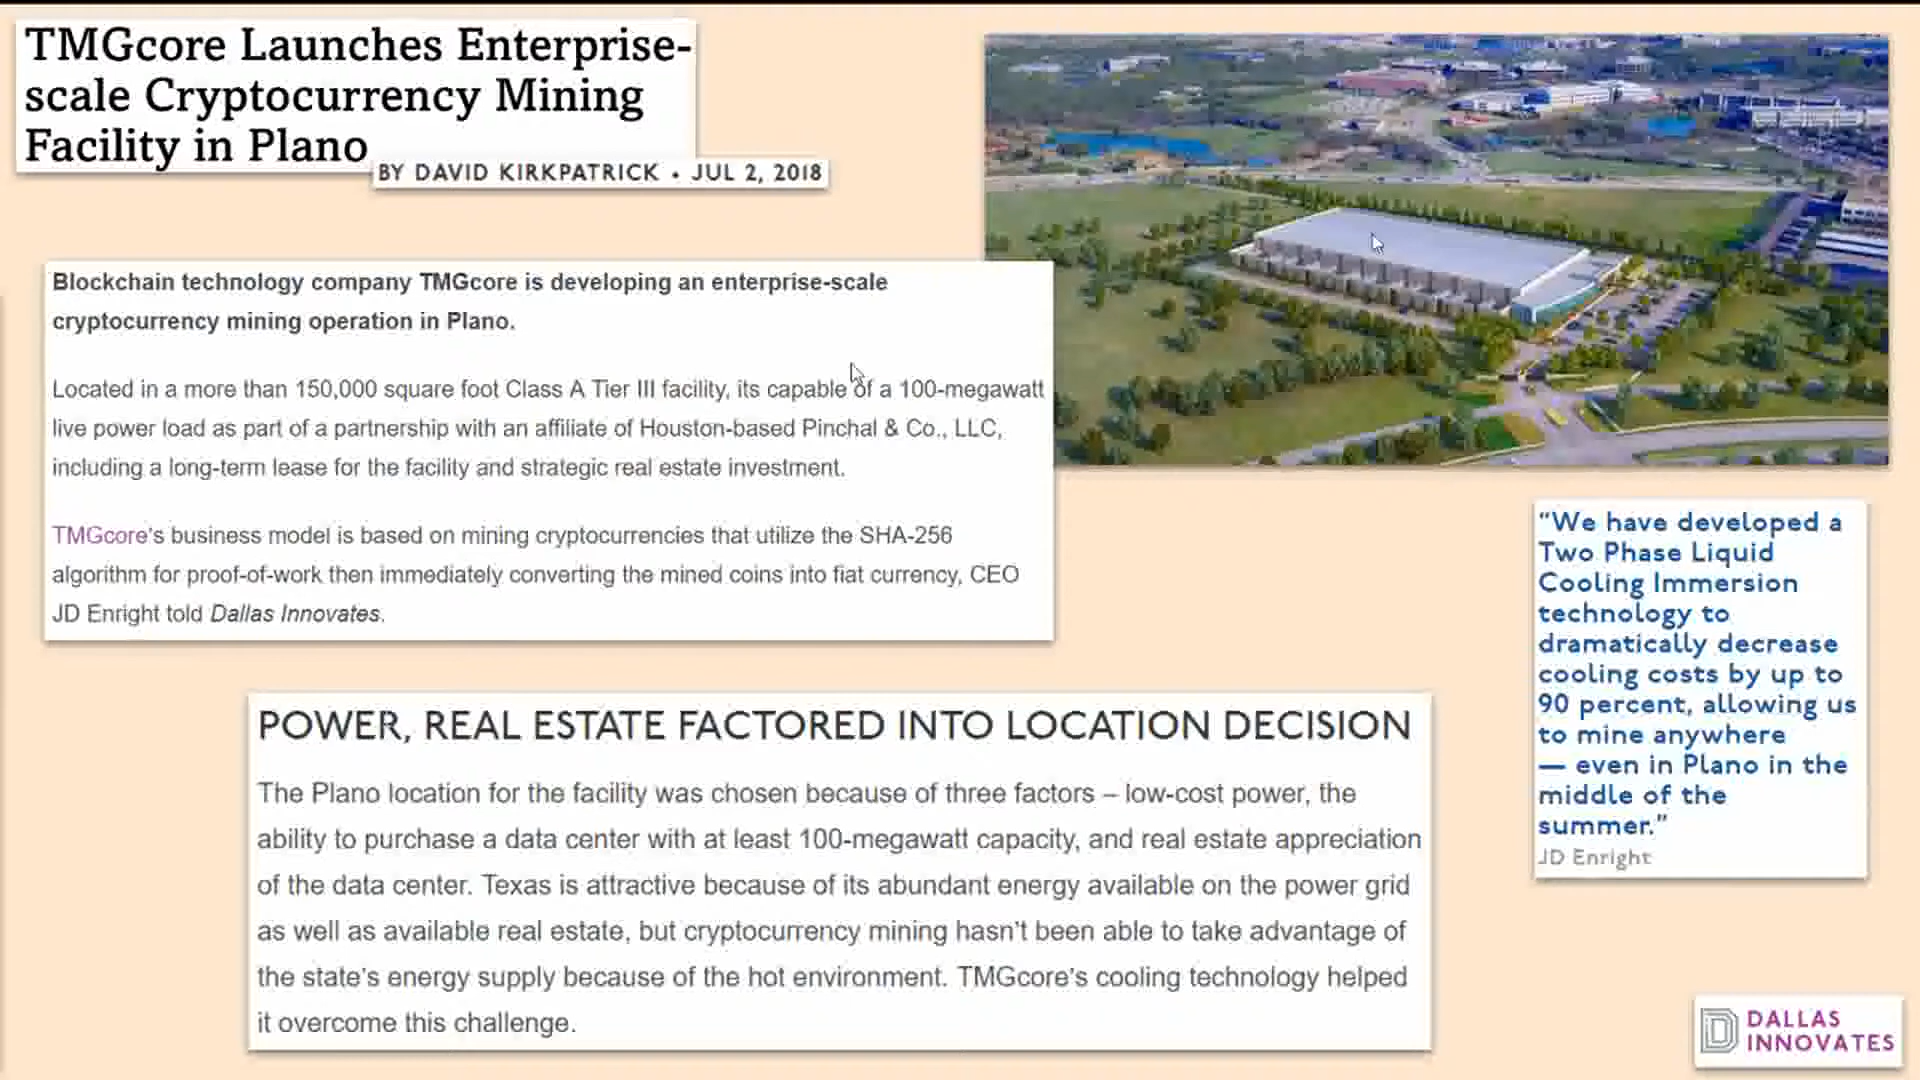 TMGcore Launches Enterprise-
scale Cryptocurrency Mining
Facility in Plano
BY DAVID KIRKPATRICK • JUL 2, 2018
Blockchain technology company TMGcore is developing an enterprise-scale
cryptocurrency mining operation in Plano.
Located in a more than 150,000 square foot Class A Tier III facility, its capable of a 100-megawatt
live power load as part of a partnership with an affiliate of Houston-based Pinchal & Co., LLC,
including a long-term lease for the facility and strategic real estate investment.
TMGcore's business model is based on mining cryptocurrencies that utilize the SHA-256
algorithm for proof-of-work then immediately converting the mined coins into fiat currency, CEO
JD Enright told Dallas Innovates.
“We have developed a
Two Phase Liquid
Cooling Immersion
technology to
dramatically decrease
cooling costs by up to
90 percent, allowing us
to mine anywhere
— even in Plano in the
middle of the
summer.”
JD Enright
POWER, REAL ESTATE FACTORED INTO LOCATION DECISION
The Plano location for the facility was chosen because of three factors – low-cost power, the
ability to purchase a data center with at least 100-megawatt capacity, and real estate appreciation
of the data center. Texas is attractive because of its abundant energy available on the power grid
as well as available real estate, but cryptocurrency mining hasn't been able to take advantage of
the state's energy supply because of the hot environment. TMGcore's cooling technology helped
it overcome this challenge.
DALLAS
INNOVATES